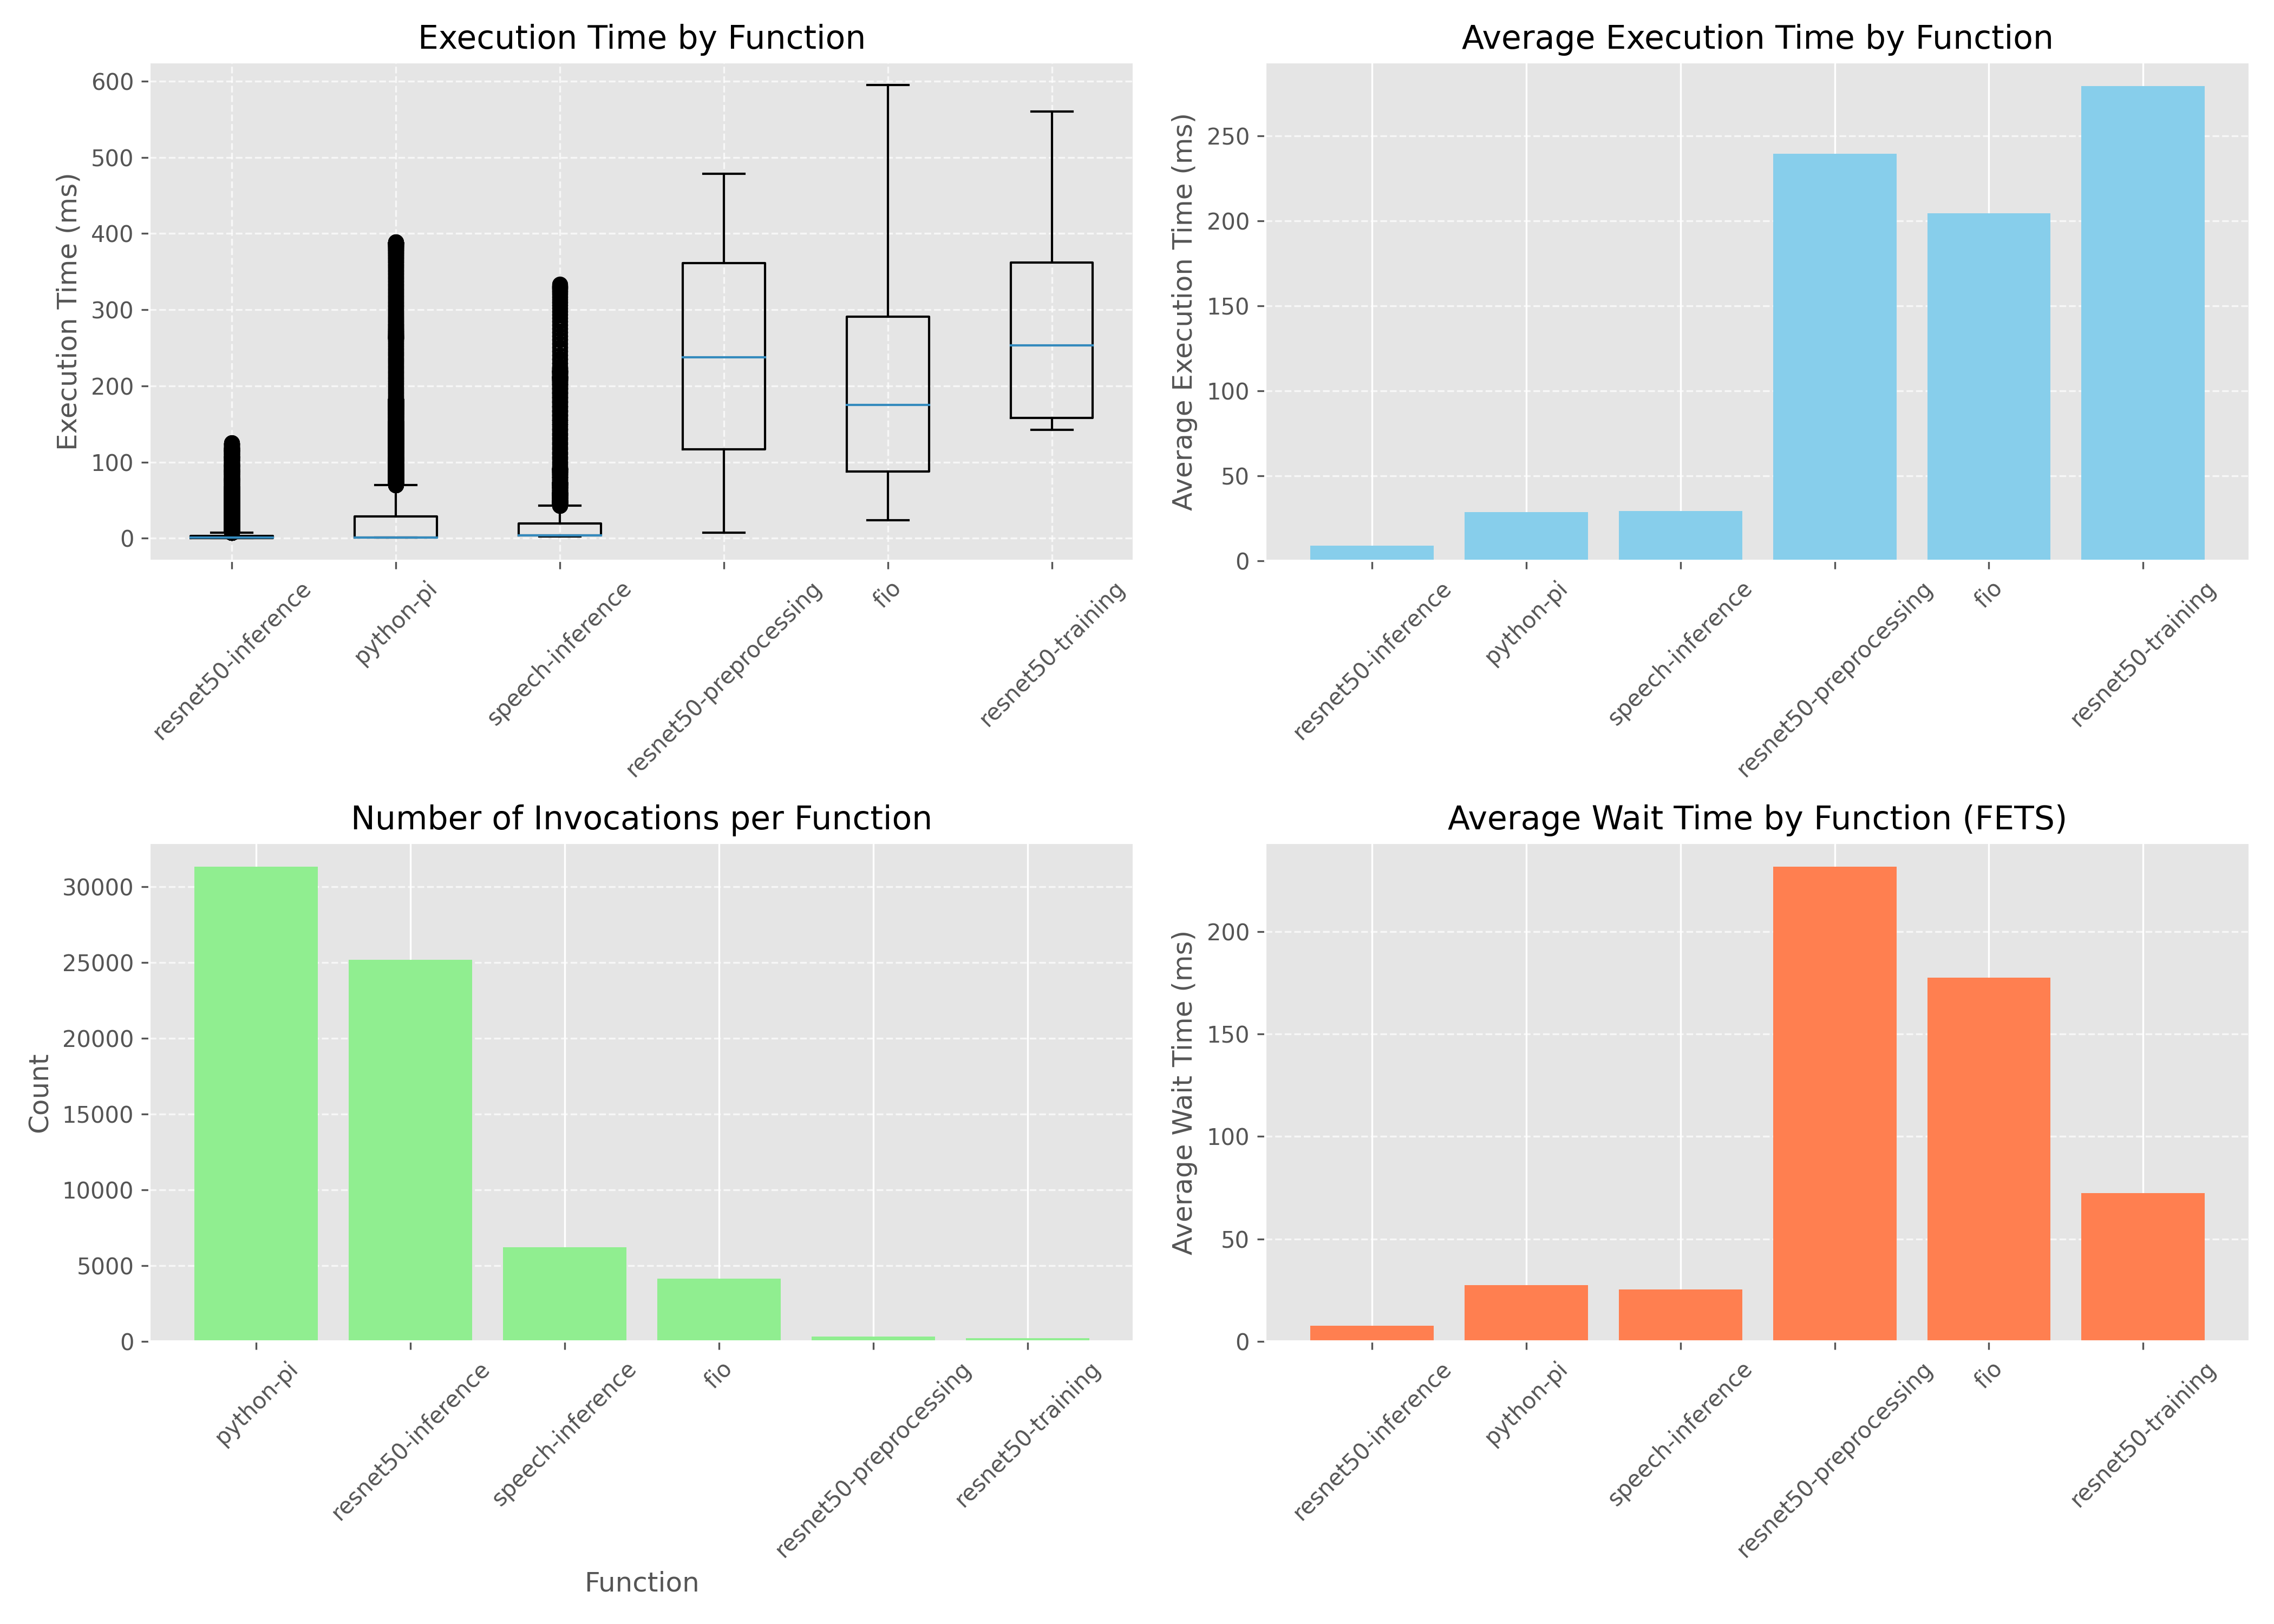 Execution Time by Function
Execution Time (ms)
600
500
400
300
200
100
0
resnet50-inference
python-pi
speech-inference
resnet50-preprocessing
fio
resnet50-training
Average Execution Time by Function
Average Execution Time (ms)
250
200
150
100
50
0
resnet50-inference
python-pi
speech-inference
resnet50-preprocessing
fio
resnet50-training
Number of Invocations per Function
Count
30000
25000
20000
15000
10000
5000
0
python-pi
resnet50-inference
speech-inference
fio
resnet50-preprocessing
resnet50-training
Function
Average Wait Time by Function (FETS)
Average Wait Time (ms)
200
150
100
50
0
resnet50-inference
python-pi
speech-inference
resnet50-preprocessing
fio
resnet50-training